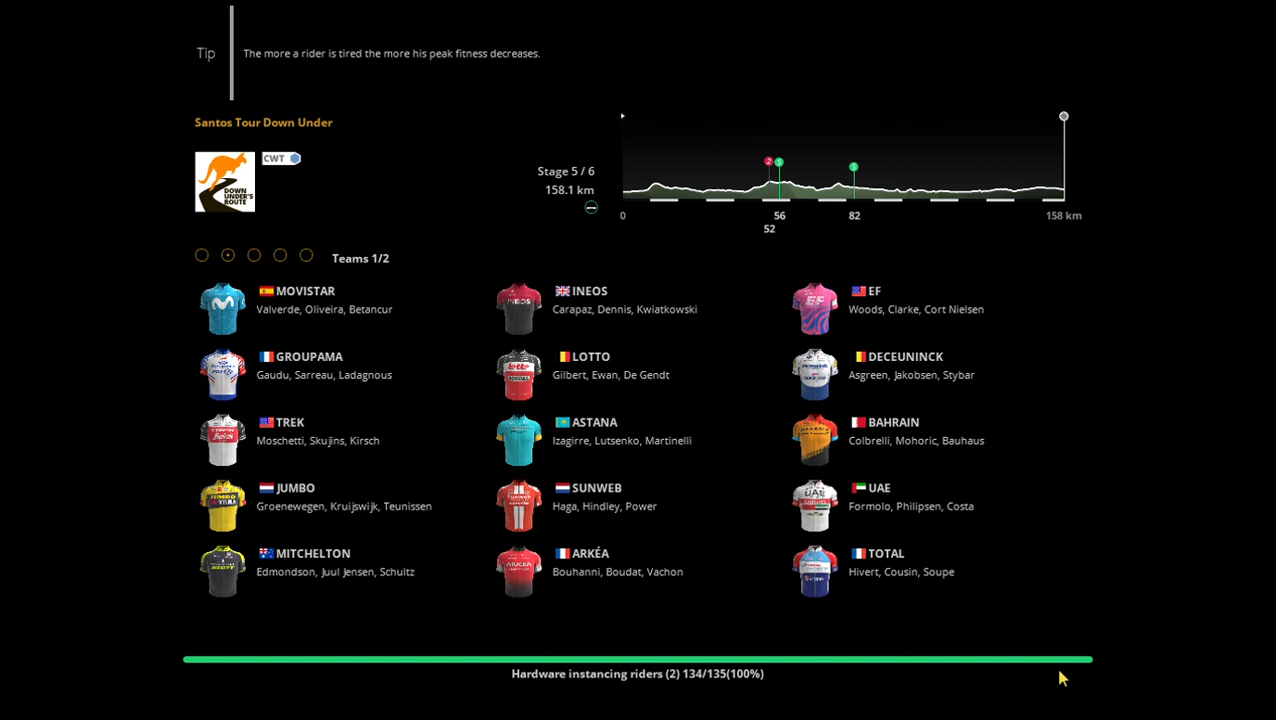 Tip
The more a rider is tired the more his peak fitness decreases.
Santos Tour Down Under
DOWN
UNDER'S
ROUTE
CWT
Stage 5 / 6
158.1 km
2 S S
0 56 82 158 km
52
Teams 1/2
MOVISTAR
Valverde, Oliveira, Betancur
INEOS
Carapaz, Dennis, Kwiatkowski
EF
Woods, Clarke, Cort Nielsen
GROUPAMA
Gaudu, Sarreau, Ladagnous
LOTTO
Gilbert, Ewan, De Gendt
DECEUNINCK
Asgreen, Jakobsen, Stybar
TREK
Moschetti, Skujins, Kirsch
ASTANA
Izagirre, Lutsenko, Martinelli
BAHRAIN
Colbrelli, Mohoric, Bauhaus
JUMBO
Groenewegen, Kruijswijk, Teunissen
SUNWEB
Haga, Hindley, Power
UAE
Formolo, Philipsen, Costa
MITCHELTON
Edmondson, Juul Jensen, Schultz
ARKÉA
Bouhanni, Boudat, Vachon
TOTAL
Hivert, Cousin, Soupe
Hardware instancing riders (2) 134/135(100%)